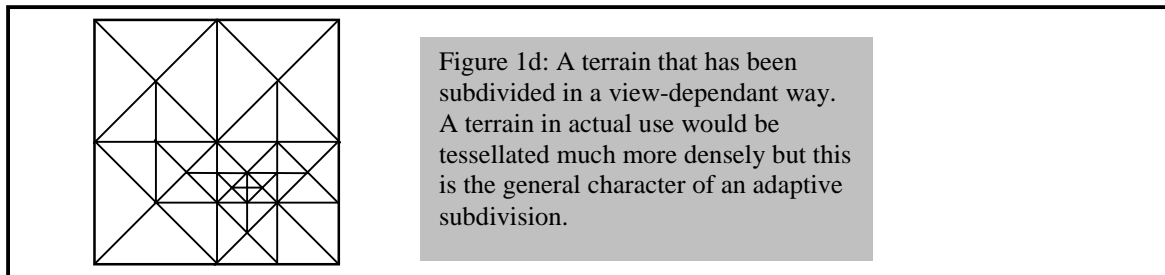 Figure 1d: A terrain that has been
subdivided in a view-dependant way.
A terrain in actual use would be
tessellated much more densely but this
is the general character of an adaptive
subdivision.